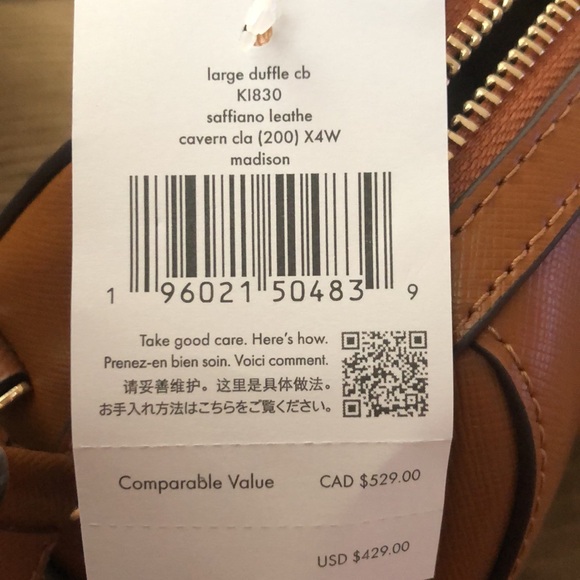 large duffle cb
KI830
saffiano leathe
cavern cla (200) X4W
madison
1 96021 50483 9
Take good care. Here's how.
Prenez-en bien soin. Voici comment.
请妥善维护。这里是具体做法。
お手入れ方法はこちらをご覧ください。
Comparable Value CAD $529.00
USD $429.00